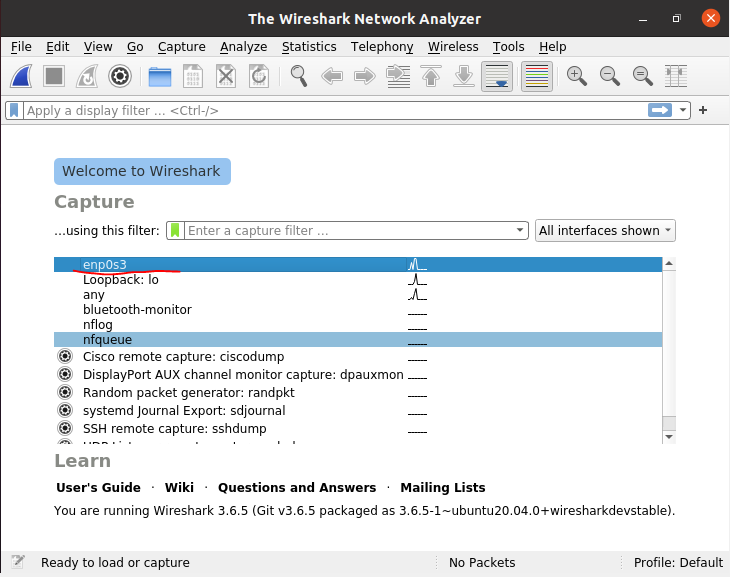 The Wireshark Network Analyzer
File Edit View Go Capture Analyze Statistics Telephony Wireless Tools Help
Apply a display filter ... <Ctrl-/>
Welcome to Wireshark
Capture
...using this filter: Enter a capture filter ... All interfaces shown
enp0s3
Loopback: lo
any
bluetooth-monitor
nflog
nfqueue
Cisco remote capture: ciscodump
DisplayPort AUX channel monitor capture: dpauxmon
Random packet generator: randpkt
systemd Journal Export: sdjournal
SSH remote capture: sshdump
Learn
User's Guide · Wiki · Questions and Answers · Mailing Lists
You are running Wireshark 3.6.5 (Git v3.6.5 packaged as 3.6.5-1~ubuntu20.04.0+wiresharkdevstable).
Ready to load or capture No Packets Profile: Default